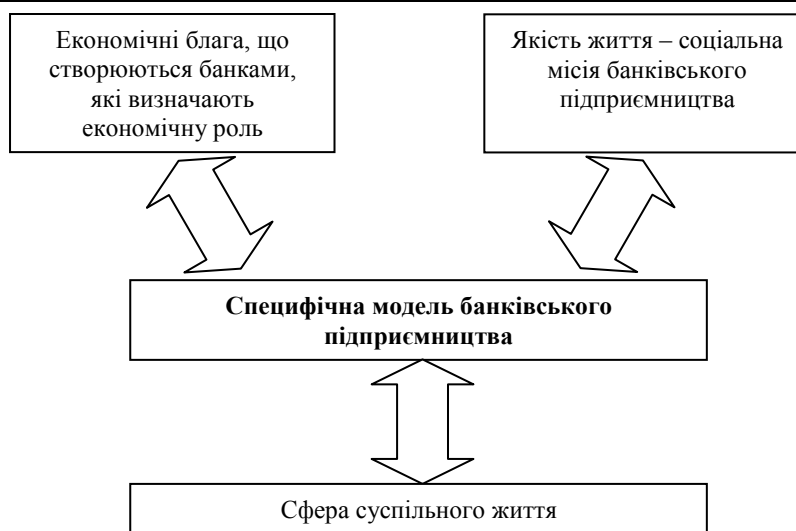 Економічні блага, що
створюються банками,
які визначають
економічну роль
Якість життя – соціальна
місія банківського
підприємництва
Специфічна модель банківського
підприємництва
Сфера суспільного життя